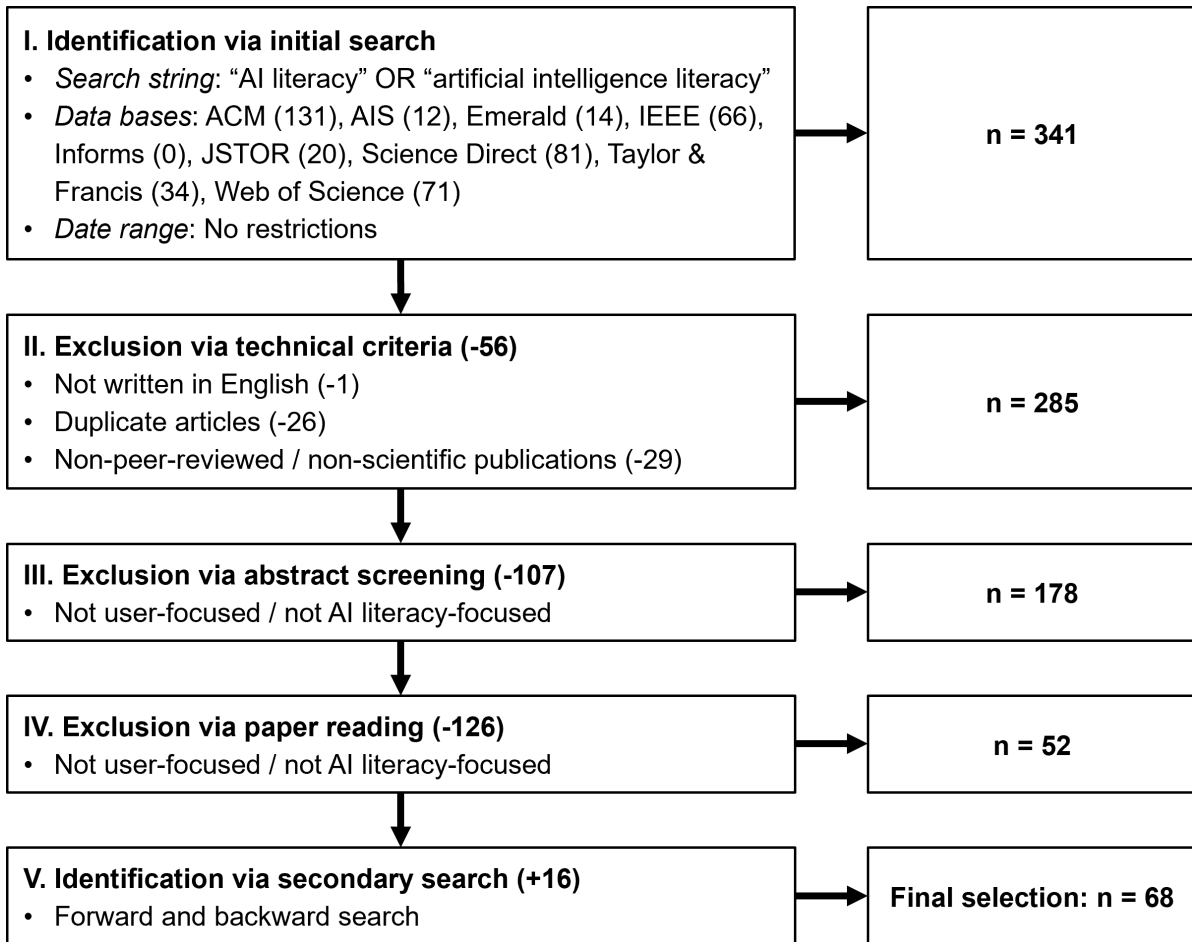 I. Identification via initial search
• Search string: “AI literacy” OR “artificial intelligence literacy”
• Data bases: ACM (131), AIS (12), Emerald (14), IEEE (66),
Informs (0), JSTOR (20), Science Direct (81), Taylor &
Francis (34), Web of Science (71)
• Date range: No restrictions
n = 341
II. Exclusion via technical criteria (-56)
• Not written in English (-1)
• Duplicate articles (-26)
• Non-peer-reviewed / non-scientific publications (-29)
n = 285
III. Exclusion via abstract screening (-107)
• Not user-focused / not AI literacy-focused
n = 178
IV. Exclusion via paper reading (-126)
• Not user-focused / not AI literacy-focused
n = 52
V. Identification via secondary search (+16)
• Forward and backward search
Final selection: n = 68